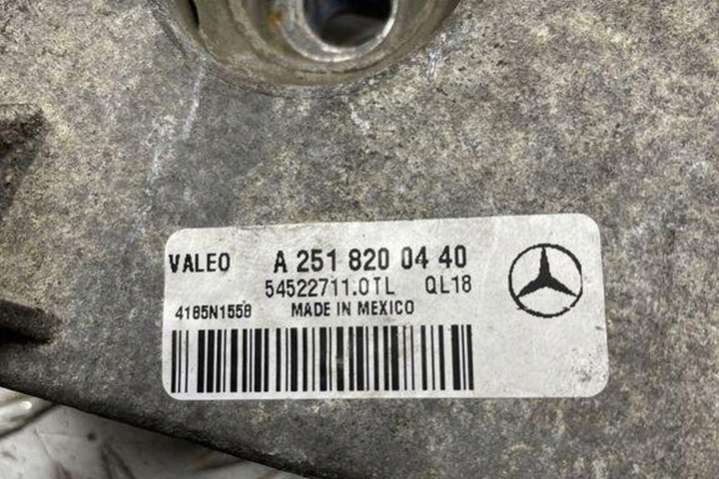 VALEO A 251 820 04 40
54522711.0TL QL18
4185N1558 MADE IN MEXICO